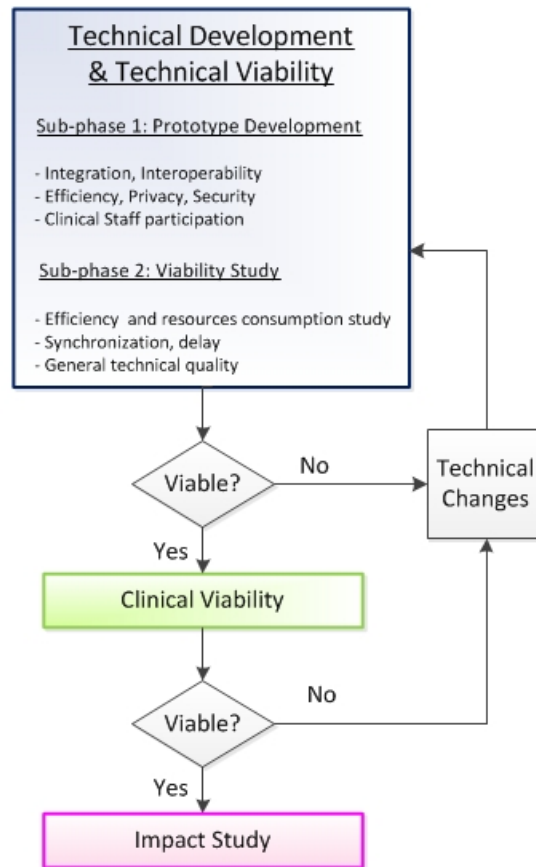 Technical Development
& Technical Viability
Sub-phase 1: Prototype Development
- Integration, Interoperability
- Efficiency, Privacy, Security
- Clinical Staff participation
Sub-phase 2: Viability Study
- Efficiency and resources consumption study
- Synchronization, delay
- General technical quality
Viable?
No
Technical
Changes
Yes
Clinical Viability
Viable?
No
Yes
Impact Study